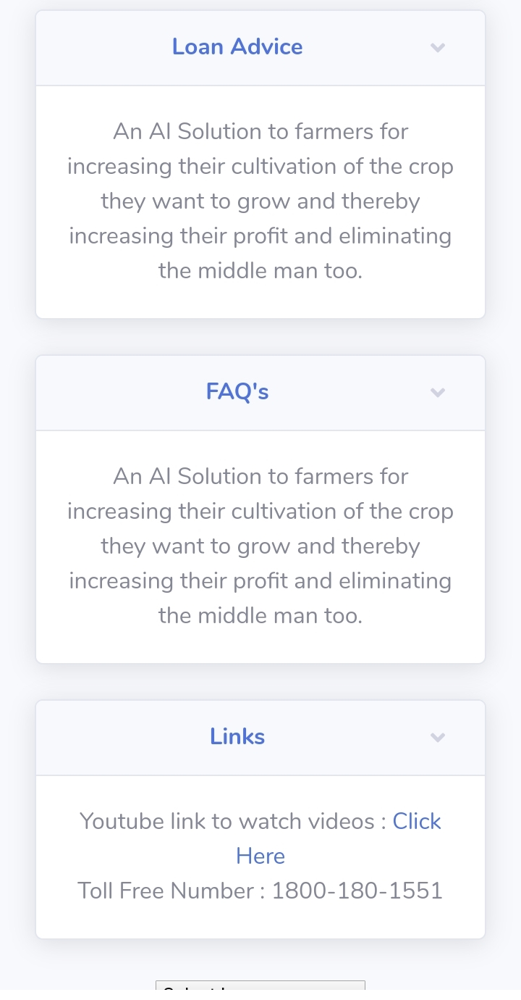 Loan Advice
An AI Solution to farmers for
increasing their cultivation of the crop
they want to grow and thereby
increasing their profit and eliminating
the middle man too.
FAQ's
An AI Solution to farmers for
increasing their cultivation of the crop
they want to grow and thereby
increasing their profit and eliminating
the middle man too.
Links
Youtube link to watch videos : Click
Here
Toll Free Number : 1800-180-1551